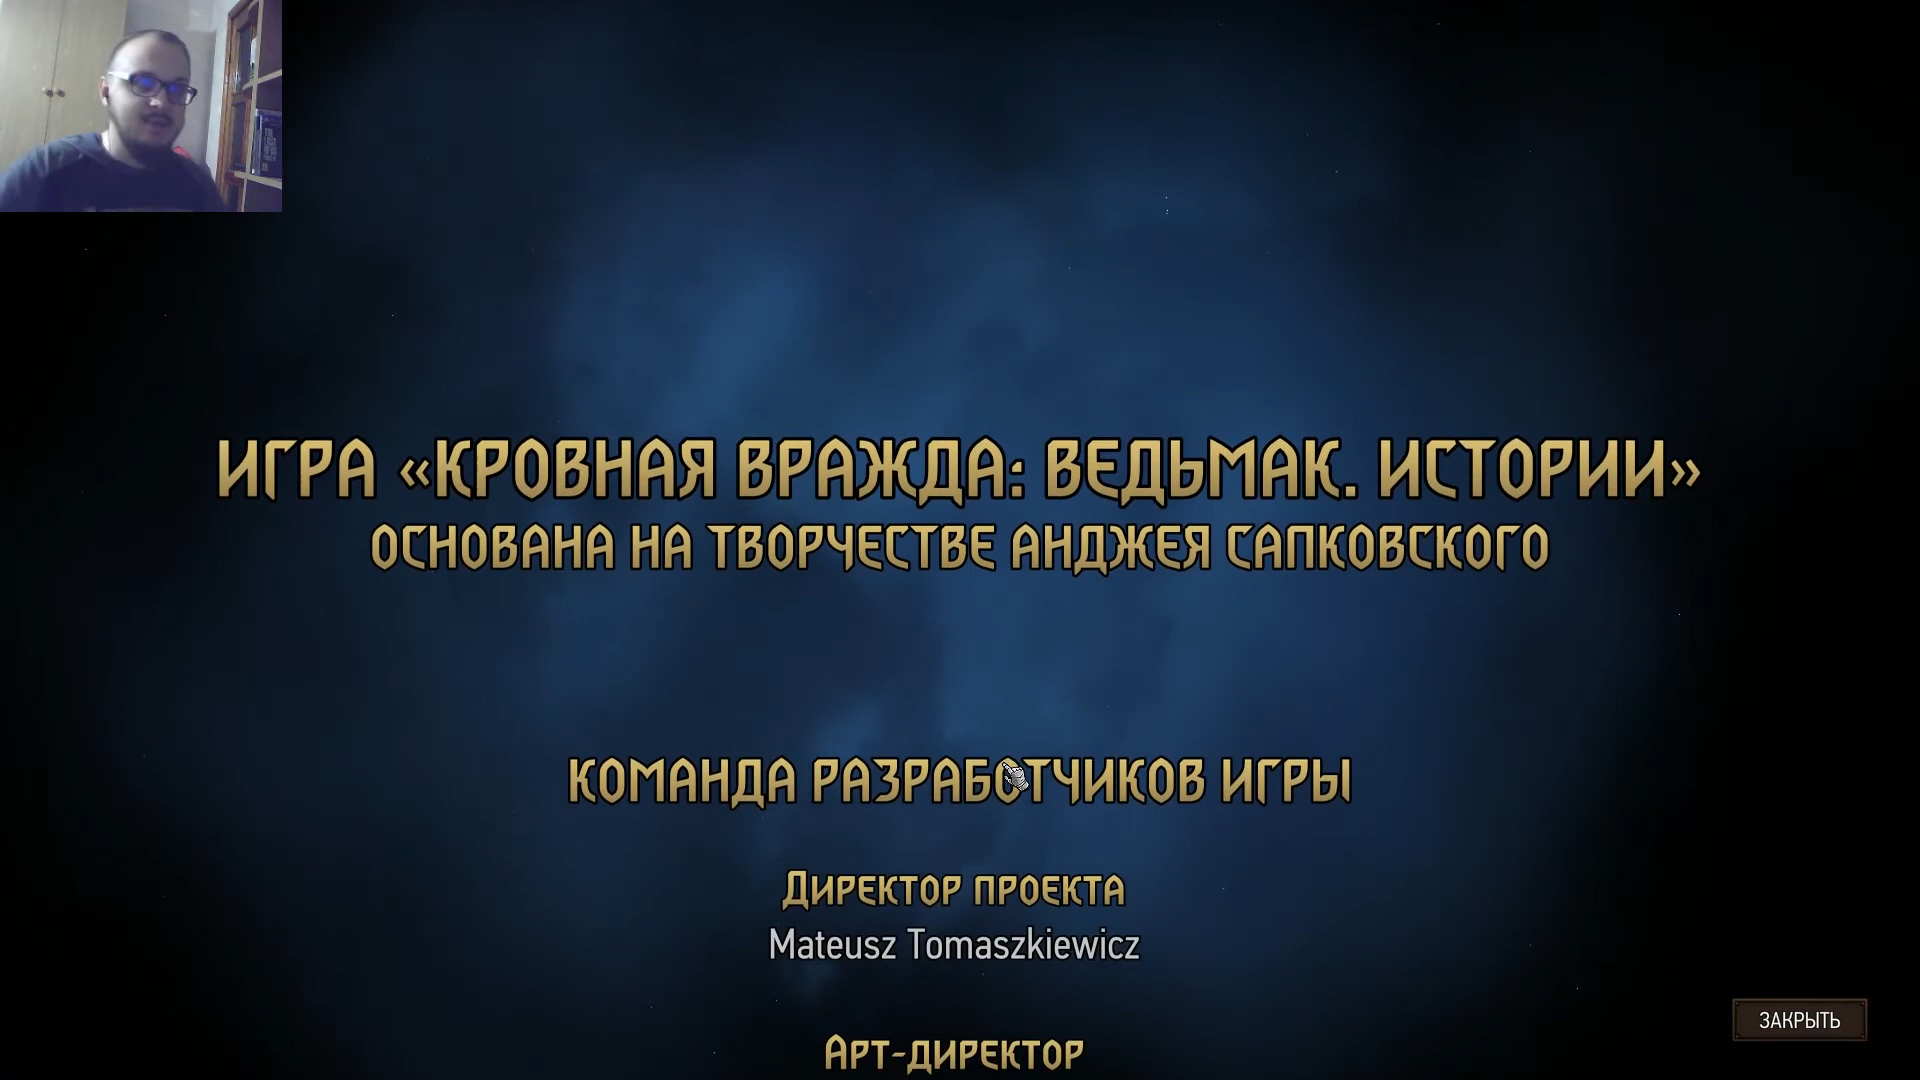 ИГРА «КРОВНАЯ ВРАЖДА: ВЕДЬМАК. ИСТОРИИ»
ОСНОВАНА НА ТВОРЧЕСТВЕ АНДЖЕЯ САПКОВСКОГО
КОМАНДА РАЗРАБОТЧИКОВ ИГРЫ
ДИРЕКТОР ПРОЕКТА
Mateusz Tomaszkiewicz
АРТ-ДИРЕКТОР
ЗАКРЫТЬ